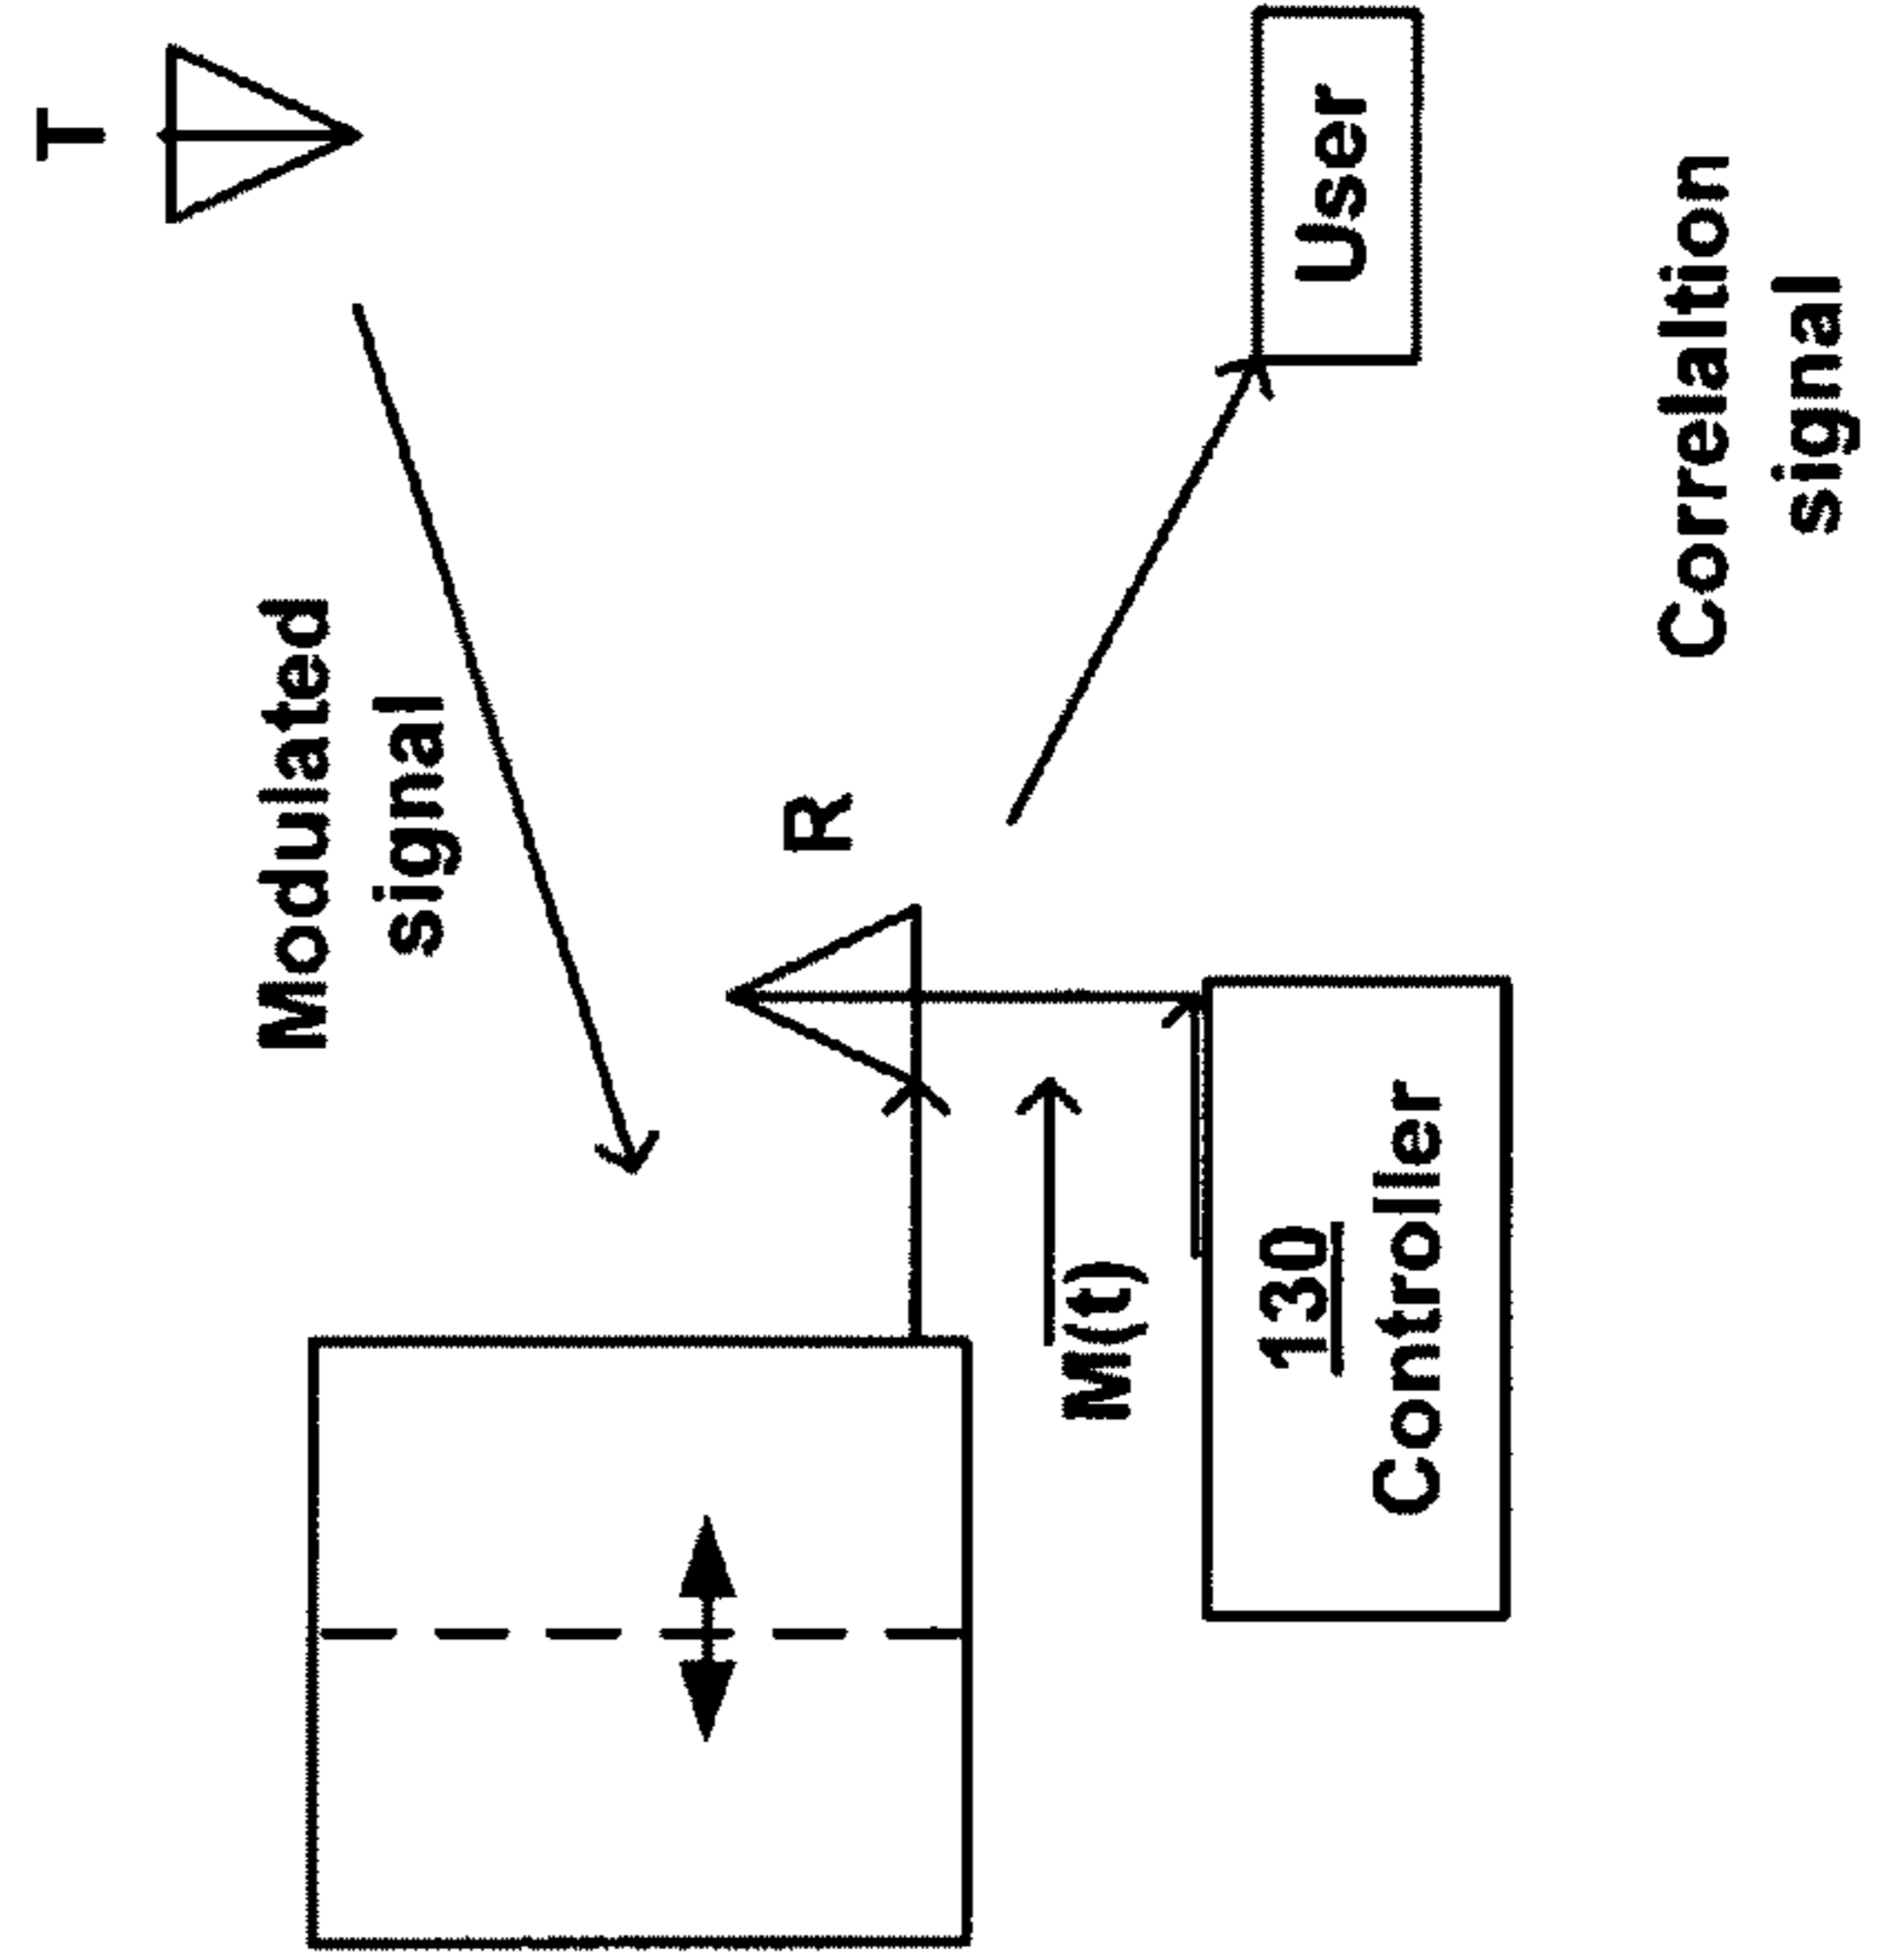 T
Modulated
signal
R
User
M(t)
130
Controller
Correlaltion
signal